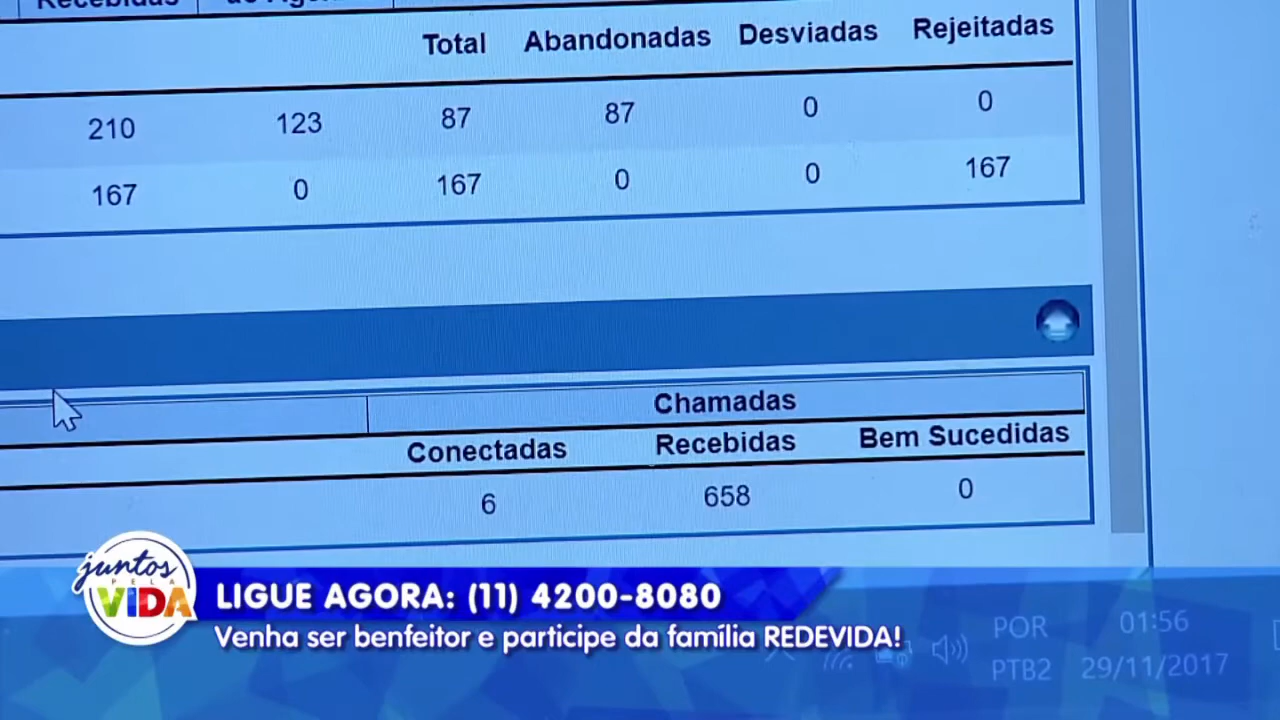 Recebidas
Total Abandonadas Desviadas Rejeitadas
210 123 87 87 0 0
167 0 167 0 0 167
Chamadas
Conectadas Recebidas Bem Sucedidas
6 658 0
juntos
PELA
VIDA
LIGUE AGORA: (11) 4200-8080
Venha ser benfeitor e participe da família REDEVIDA!
POR 01:56
PTB2 29/11/2017